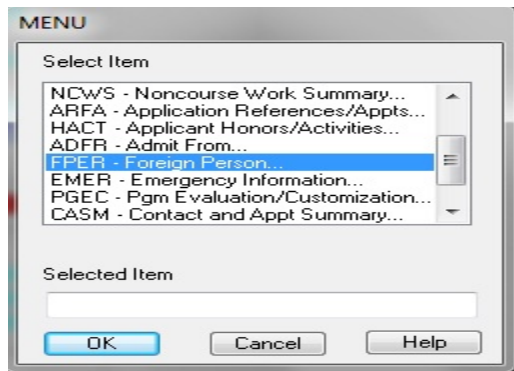 MENU
Select Item
NCWS - Noncourse Work Summary...
ARFA - Application References/Appts...
HACT - Applicant Honors/Activities...
ADFR - Admit From...
FPER - Foreign Person...
EMER - Emergency Information...
PGEC - Pgm Evaluation/Customization...
CASM - Contact and Appt Summary...
Selected Item
OK Cancel Help